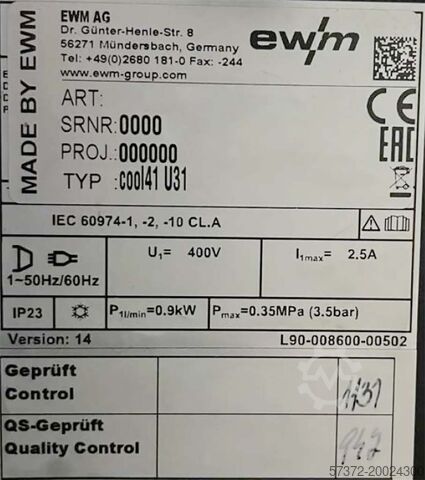 MADE BY EWM
EWM AG
Dr. Günter-Henle-Str. 8
56271 Mündersbach, Germany
Tel: +49(0)2680 181-0 Fax: -244
www.ewm-group.com
ewm
ART:
SRNR:0000
PROJ.:000000
TYP :cool41 U31
CE
EAC
IEC 60974-1, -2, -10 CL.A
1~50Hz/60Hz
U₁= 400V
I₁max= 2.5A
IP23
P₁l/min=0.9kW
Pmax=0.35MPa (3.5bar)
Version: 14
L90-008600-00502
Geprüft
Control
QS-Geprüft
Quality Control
942
57372-20024300